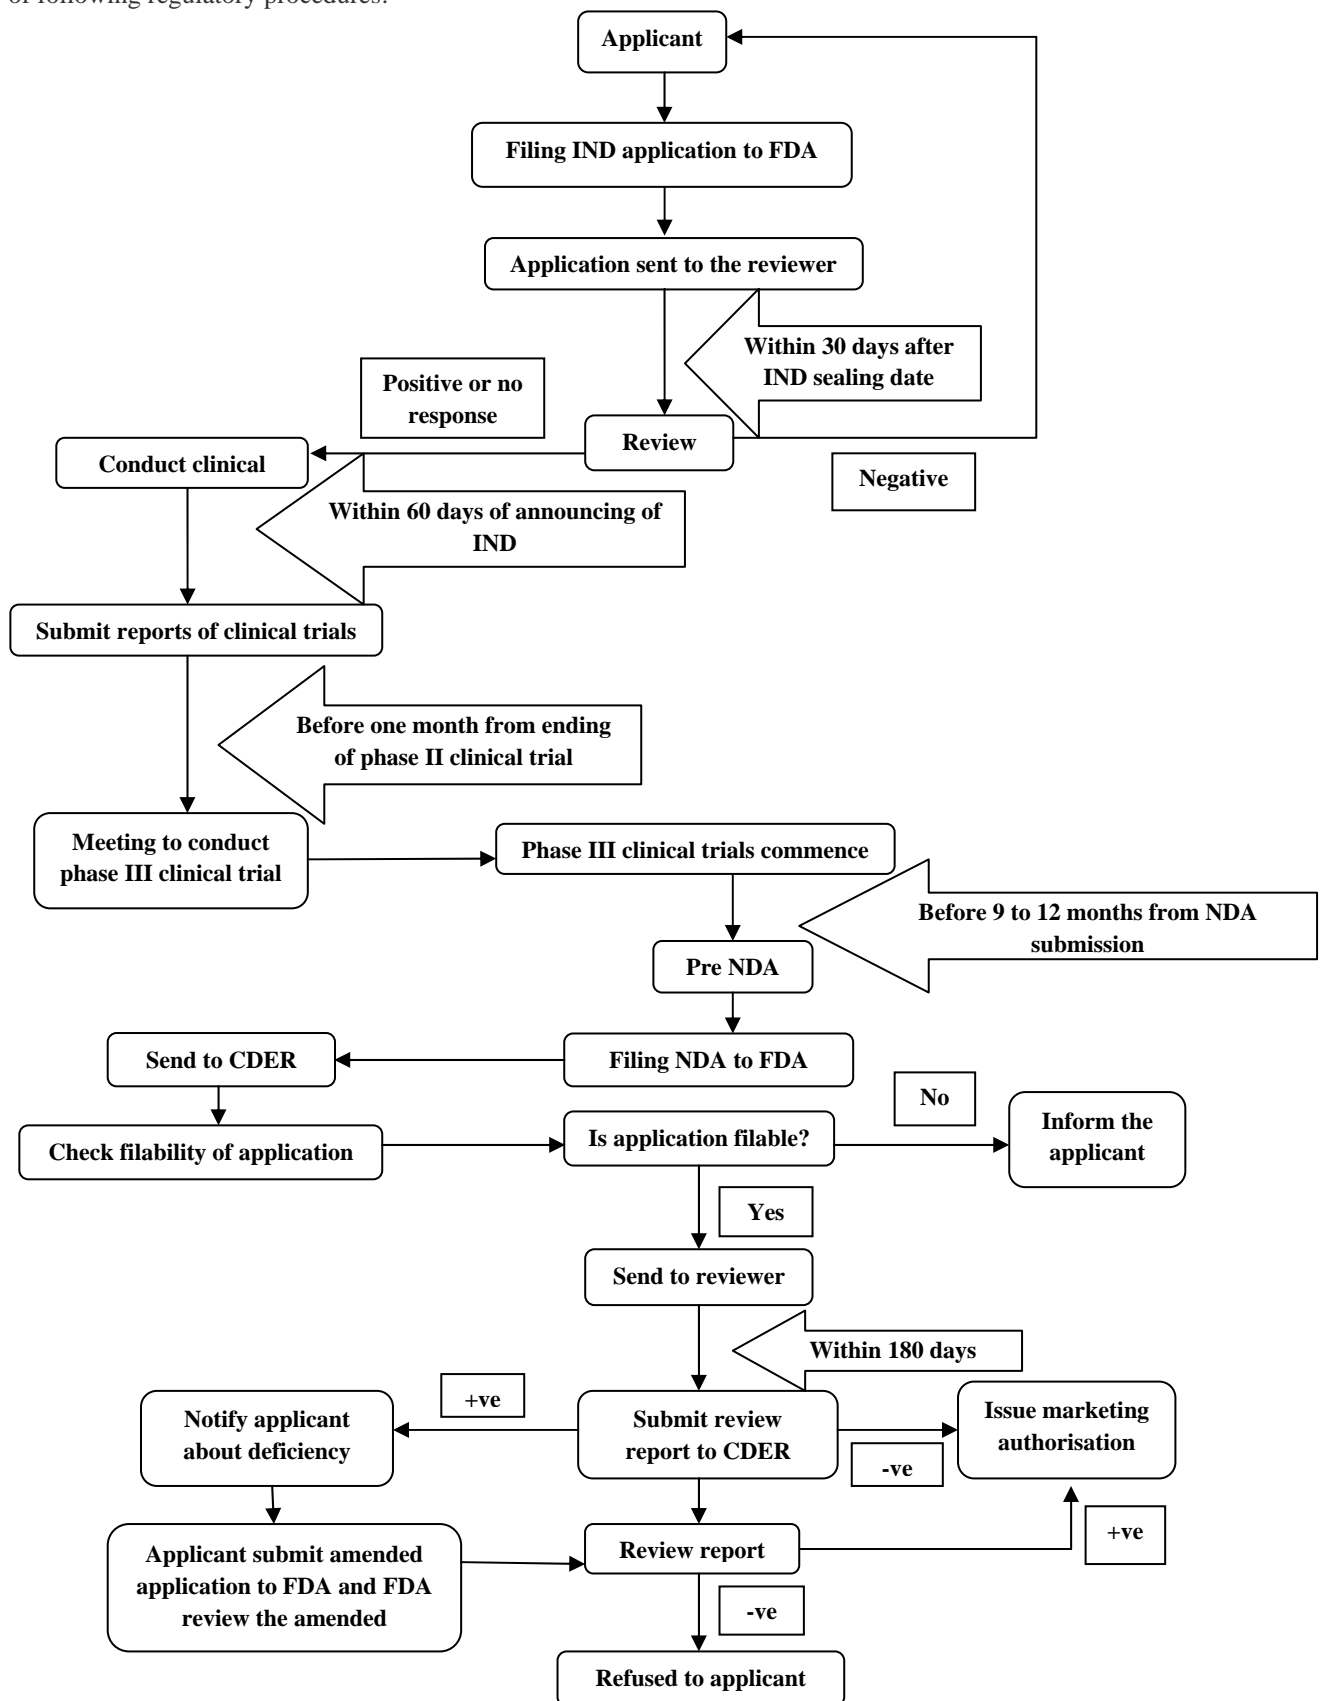 of following regulatory procedures:
Applicant
Filing IND application to FDA
Application sent to the reviewer
Within 30 days after
IND sealing date
Positive or no
response
Review
Conduct clinical
Negative
Within 60 days of announcing of
IND
Submit reports of clinical trials
Before one month from ending
of phase II clinical trial
Meeting to conduct
phase III clinical trial
Phase III clinical trials commence
Before 9 to 12 months from NDA
submission
Pre NDA
Send to CDER
Filing NDA to FDA
No
Inform the
applicant
Check filability of application
Is application filable?
Yes
Send to reviewer
Within 180 days
+ve
Notify applicant
about deficiency
Submit review
report to CDER
Issue marketing
authorisation
-ve
+ve
Applicant submit amended
application to FDA and FDA
review the amended
Review report
-ve
Refused to applicant